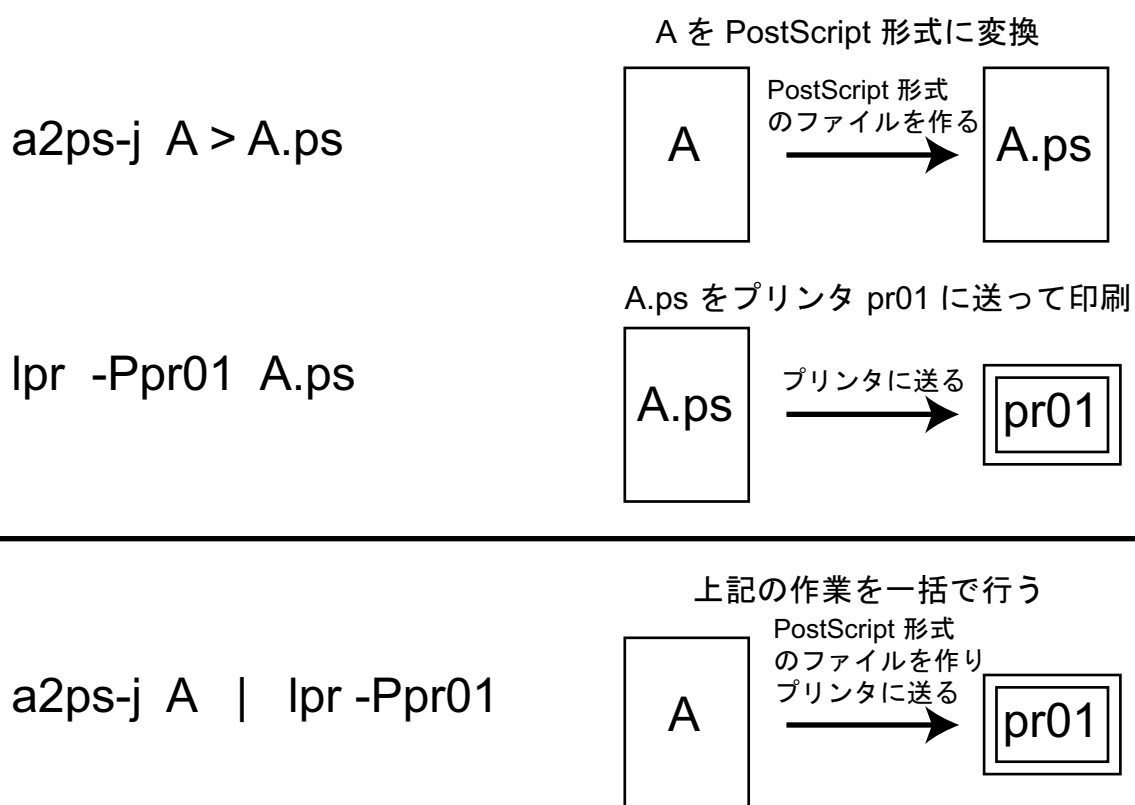 A を PostScript 形式に変換
a2ps-j A > A.ps
A
PostScript 形式
のファイルを作る
A.ps
A.ps をプリンタ pr01 に送って印刷
lpr -Ppr01 A.ps
A.ps
プリンタに送る
pr01
上記の作業を一括で行う
a2ps-j A | lpr -Ppr01
A
PostScript 形式
のファイルを作り
プリンタに送る
pr01